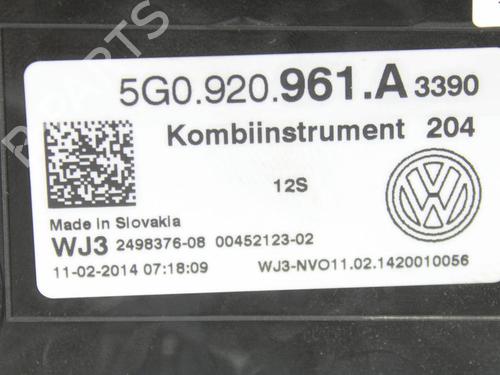 5G0.920.961.A 3390
Kombiinstrument 204
12S
Made in Slovakia
WJ3 2498376-08 00452123-02
11-02-2014 07:18:09 WJ3-NVO11.02.1420010056